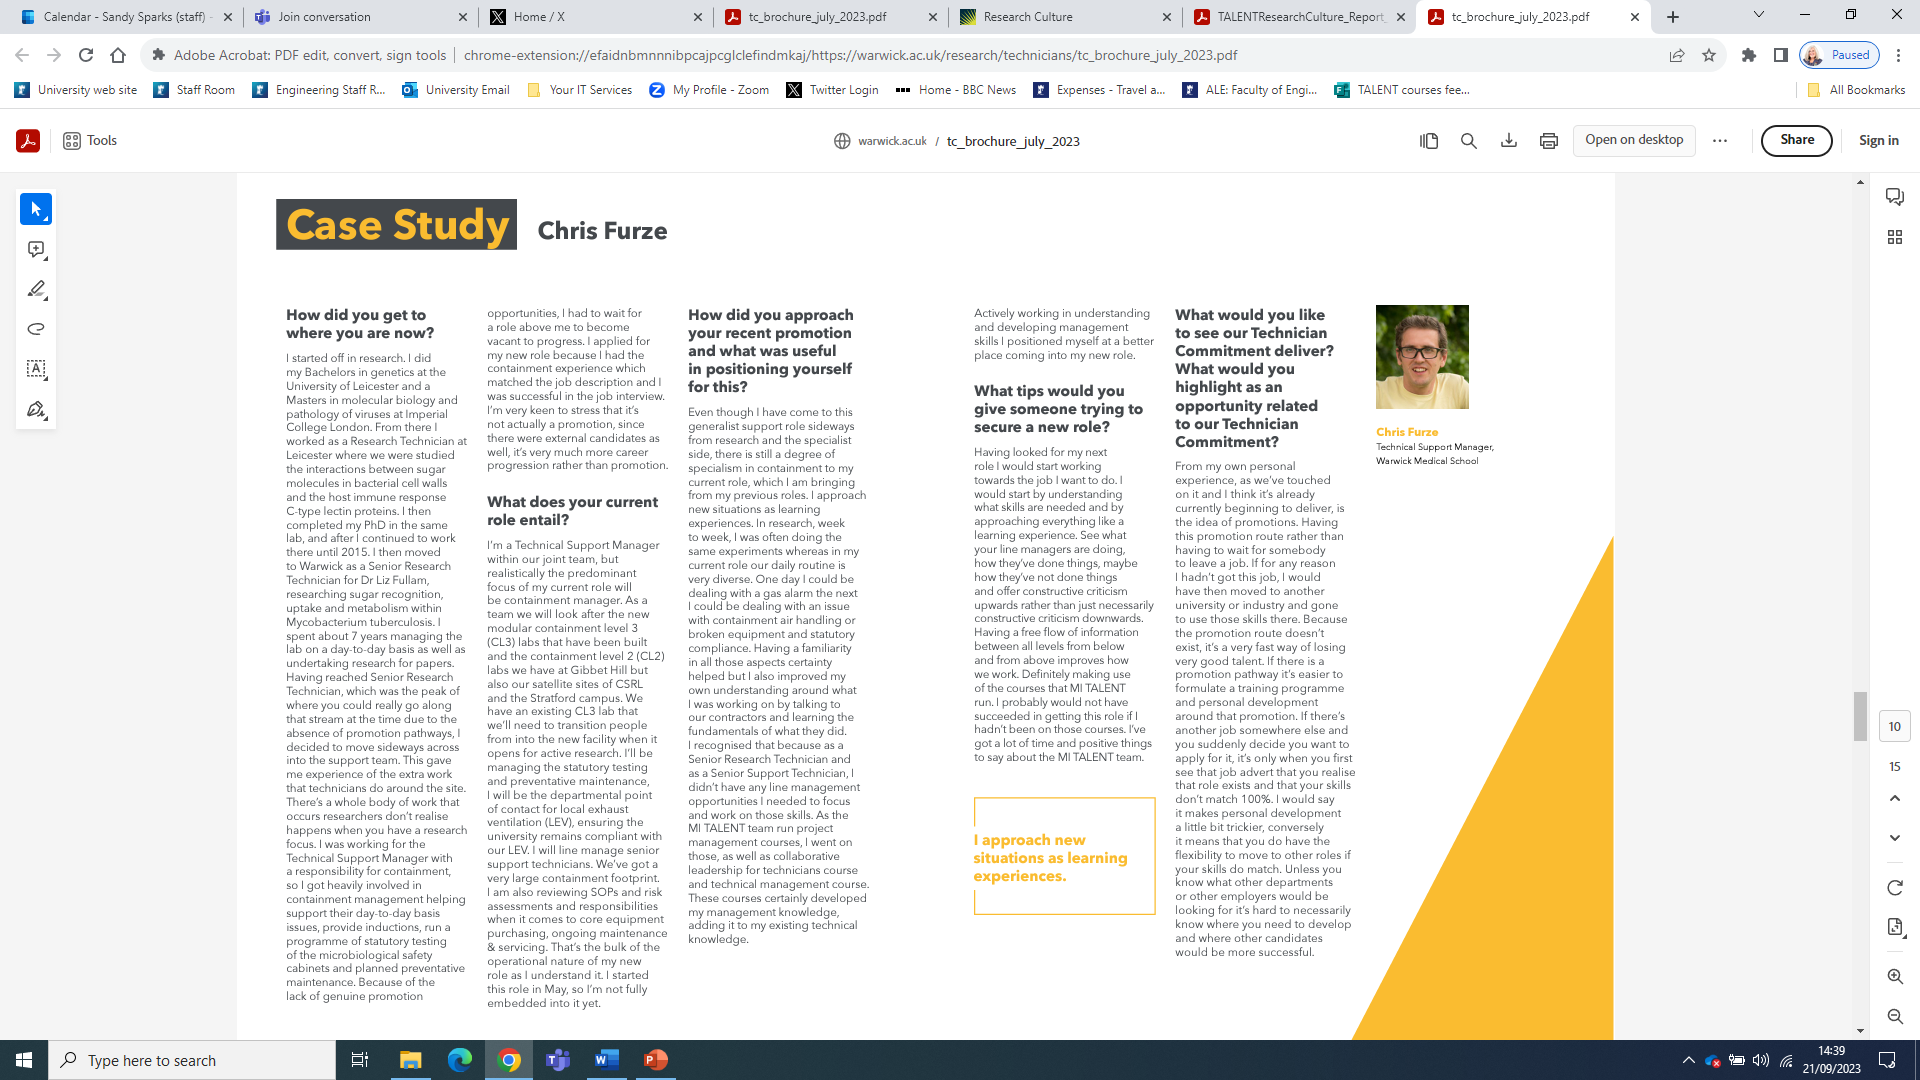 Calendar - Sandy Sparks (staff) -
Join conversation
Home / X
tc_brochure_july_2023.pdf
Research Culture
TALENTResearchCulture_Report_
tc_brochure_july_2023.pdf
Adobe Acrobat: PDF edit, convert, sign tools
chrome-extension://efaidnbmnnnibpcajpcglclefindmkaj/https://warwick.ac.uk/research/technicians/tc_brochure_july_2023.pdf
Paused
University web site
Staff Room
Engineering Staff R...
University Email
Your IT Services
My Profile - Zoom
Twitter Login
Home - BBC News
Expenses - Travel a...
ALE: Faculty of Engi...
TALENT courses fee...
All Bookmarks
Tools
warwick.ac.uk / tc_brochure_july_2023
Open on desktop
Share
Sign in
Case Study
Chris Furze
How did you get to
where you are now?
I started off in research. I did
my Bachelors in genetics at the
University of Leicester and a
Masters in molecular biology and
pathology of viruses at Imperial
College London. From there I
worked as a Research Technician at
Leicester where we were studied
the interactions between sugar
molecules in bacterial cell walls
and the host immune response
C-type lectin proteins. I then
completed my PhD in the same
lab, and after I continued to work
there until 2015. I then moved
to Warwick as a Senior Research
Technician for Dr Liz Fullam,
researching sugar recognition,
uptake and metabolism within
Mycobacterium tuberculosis. I
spent about 7 years managing the
lab on a day-to-day basis as well as
undertaking research for papers.
Having reached Senior Research
Technician, which was the peak of
where you could really go along
that stream at the time due to the
absence of promotion pathways, I
decided to move sideways across
into the support team. This gave
me experience of the extra work
that technicians do around the site.
There's a whole body of work that
occurs researchers don't realise
happens when you have a research
focus. I was working for the
Technical Support Manager with
a responsibility for containment,
so I got heavily involved in
containment management helping
support their day-to-day basis
issues, provide inductions, run a
programme of statutory testing
of the microbiological safety
cabinets and planned preventative
maintenance. Because of the
lack of genuine promotion
opportunities, I had to wait for
a role above me to become
vacant to progress. I applied for
my new role because I had the
containment experience which
matched the job description and I
was successful in the job interview.
I'm very keen to stress that it's
not actually a promotion, since
there were external candidates as
well, it's very much more career
progression rather than promotion.
What does your current
role entail?
I'm a Technical Support Manager
within our joint team, but
realistically the predominant
focus of my current role will
be containment manager. As a
team we will look after the new
modular containment level 3
(CL3) labs that have been built
and the containment level 2 (CL2)
labs we have at Gibbet Hill but
also our satellite sites of CSRL
and the Stratford campus. We
have an existing CL3 lab that
we'll need to transition people
from into the new facility when it
opens for active research. I'll be
managing the statutory testing
and preventative maintenance,
I will be the departmental point
of contact for local exhaust
ventilation (LEV), ensuring the
university remains compliant with
our LEV. I will line manage senior
support technicians. We've got a
very large containment footprint.
I am also reviewing SOPs and risk
assessments and responsibilities
when it comes to core equipment
purchasing, ongoing maintenance
& servicing. That's the bulk of the
operational nature of my new
role as I understand it. I started
this role in May, so I'm not fully
embedded into it yet.
How did you approach
your recent promotion
and what was useful
in positioning yourself
for this?
Even though I have come to this
generalist support role sideways
from research and the specialist
side, there is still a degree of
specialism in containment to my
current role, which I am bringing
from my previous roles. I approach
new situations as learning
experiences. In research, week
to week, I was often doing the
same experiments whereas in my
current role our daily routine is
very diverse. One day I could be
dealing with a gas alarm the next
I could be dealing with an issue
with containment air handling or
broken equipment and statutory
compliance. Having a familiarity
in all those aspects certainty
helped but I also improved my
own understanding around what
I was working on by talking to
our contractors and learning the
fundamentals of what they did.
I recognised that because as a
Senior Research Technician and
as a Senior Support Technician, I
didn't have any line management
opportunities I needed to focus
and work on those skills. As the
MI TALENT team run project
management courses, I went on
those, as well as collaborative
leadership for technicians course
and technical management course.
These courses certainly developed
my management knowledge,
adding it to my existing technical
knowledge.
Actively working in understanding
and developing management
skills I positioned myself at a better
place coming into my new role.
What tips would you
give someone trying to
secure a new role?
Having looked for my next
role I would start working
towards the job I want to do. I
would start by understanding
what skills are needed and by
approaching everything like a
learning experience. See what
your line managers are doing,
how they've done things, maybe
how they've not done things
and offer constructive criticism
upwards rather than just necessarily
constructive criticism downwards.
Having a free flow of information
between all levels from below
and from above improves how
we work. Definitely making use
of the courses that MI TALENT
run. I probably would not have
succeeded in getting this role if I
hadn't been on those courses. I've
got a lot of time and positive things
to say about the MI TALENT team.
I approach new
situations as learning
experiences.
What would you like
to see our Technician
Commitment deliver?
What would you
highlight as an
opportunity related
to our Technician
Commitment?
From my own personal
experience, as we've touched
on it and I think it's already
currently beginning to deliver, is
the idea of promotions. Having
this promotion route rather than
having to wait for somebody
to leave a job. If for any reason
I hadn't got this job, I would
have then moved to another
university or industry and gone
to use those skills there. Because
the promotion route doesn't
exist, it's a very fast way of losing
very good talent. If there is a
promotion pathway it's easier to
formulate a training programme
and personal development
around that promotion. If there's
another job somewhere else and
you suddenly decide you want to
apply for it, it's only when you first
see that job advert that you realise
that role exists and that your skills
don't match 100%. I would say
it makes personal development
a little bit trickier, conversely
it means that you do have the
flexibility to move to other roles if
your skills do match. Unless you
know what other departments
or other employers would be
looking for it's hard to necessarily
know where you need to develop
and where other candidates
would be more successful.
Chris Furze
Technical Support Manager,
Warwick Medical School
10
15
Type here to search
14:39
21/09/2023